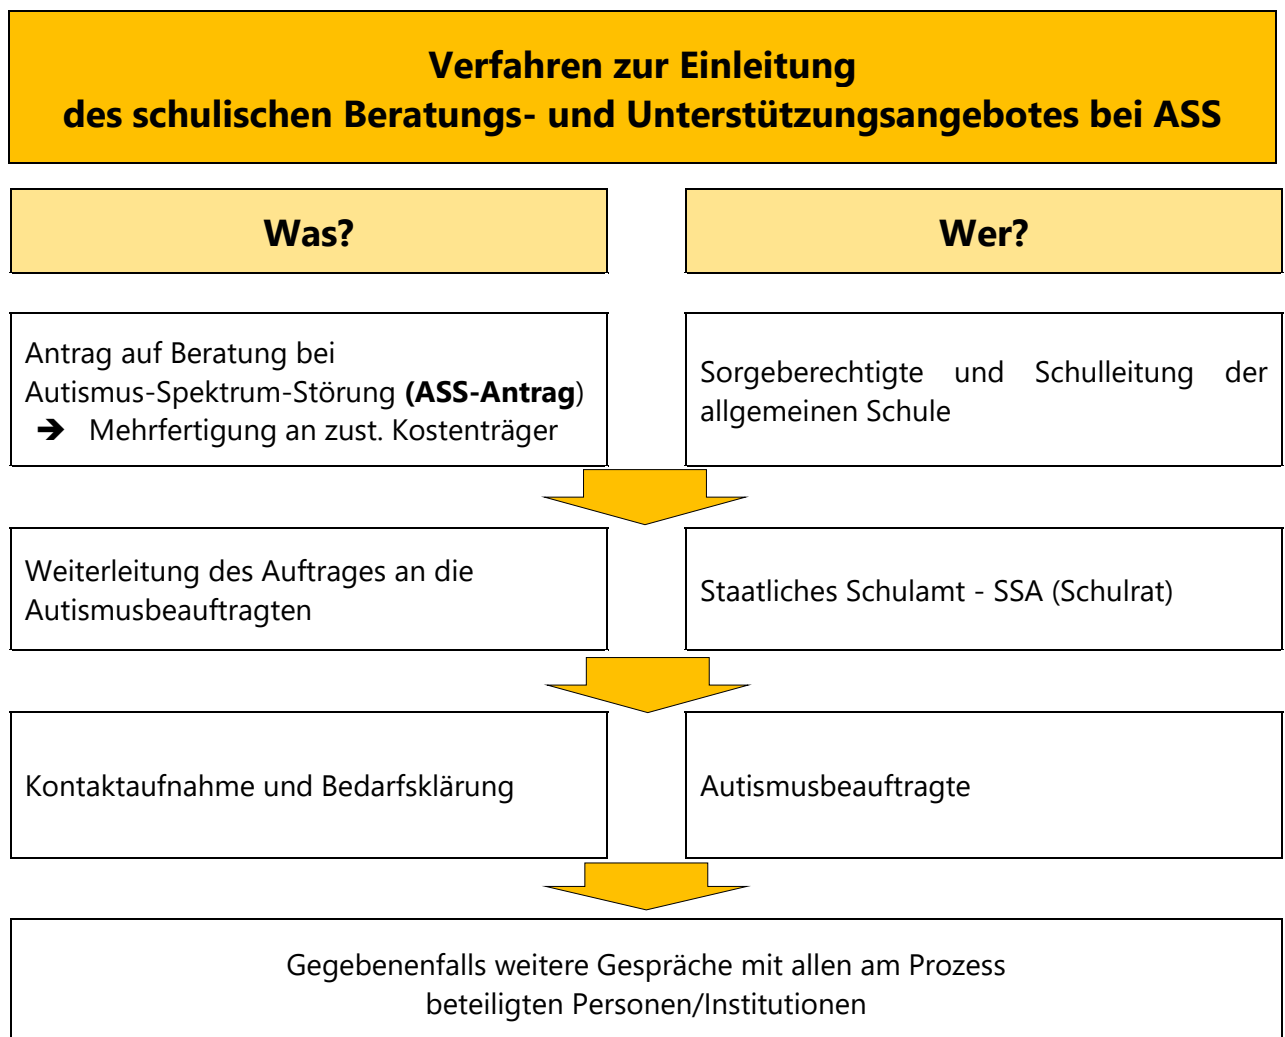 Verfahren zur Einleitung
des schulischen Beratungs- und Unterstützungsangebotes bei ASS
Was?
Wer?
Antrag auf Beratung bei
Autismus-Spektrum-Störung (ASS-Antrag)
➔ Mehrfertigung an zust. Kostenträger
Sorgeberechtigte und Schulleitung der
allgemeinen Schule
Weiterleitung des Auftrages an die
Autismusbeauftragten
Staatliches Schulamt - SSA (Schulrat)
Kontaktaufnahme und Bedarfsklärung
Autismusbeauftragte
Gegebenenfalls weitere Gespräche mit allen am Prozess
beteiligten Personen/Institutionen